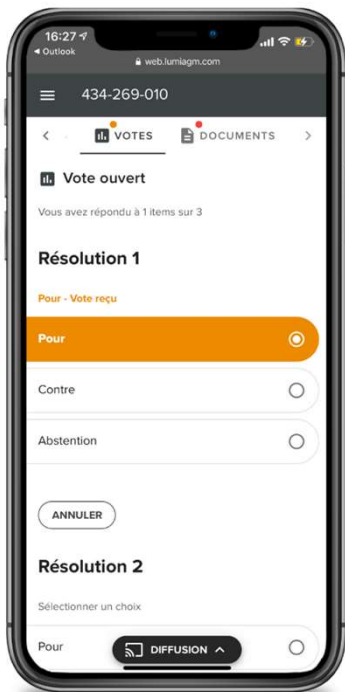 16:27
◀ Outlook
web.lumiagm.com
434-269-010
VOTES
DOCUMENTS
Vote ouvert
Vous avez répondu à 1 items sur 3
Résolution 1
Pour - Vote reçu
Pour
Contre
Abstention
ANNULER
Résolution 2
Sélectionner un choix
Pour
DIFFUSION